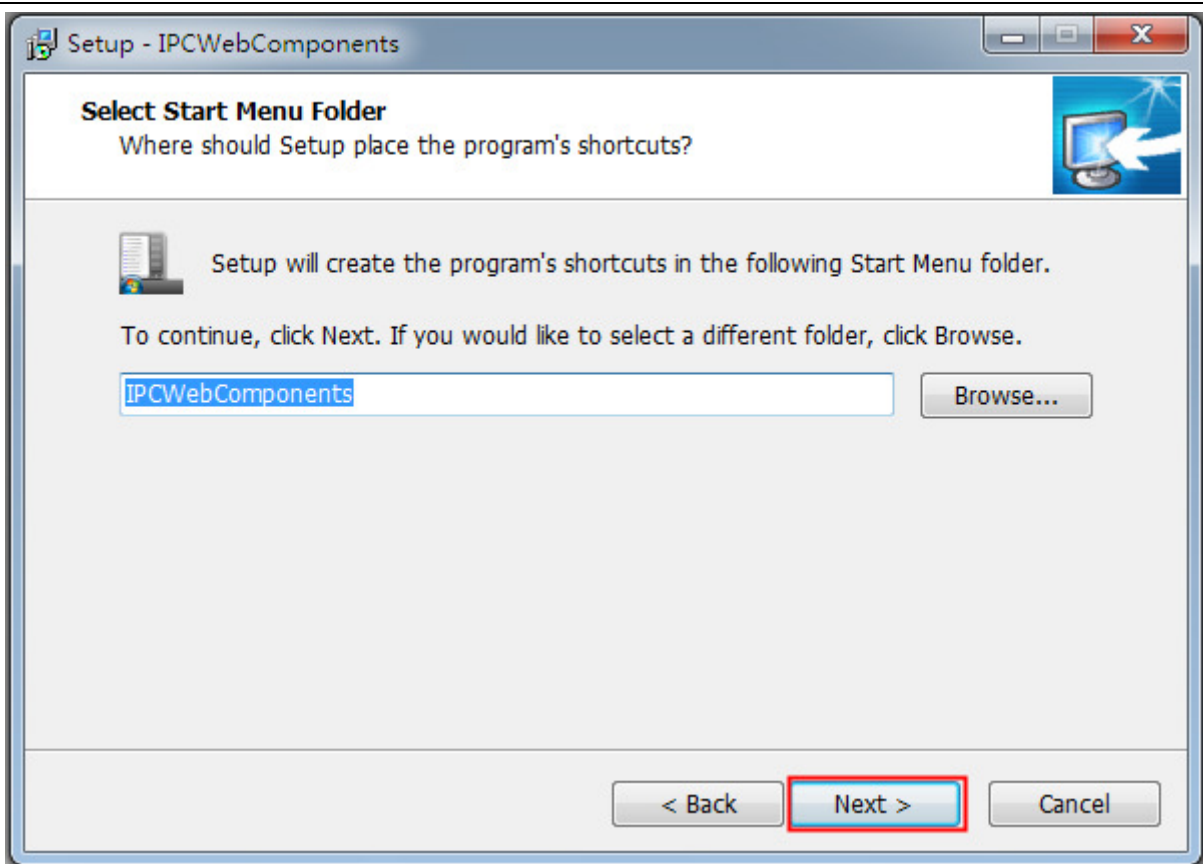 Setup - IPCWebComponents
Select Start Menu Folder
Where should Setup place the program's shortcuts?
Setup will create the program's shortcuts in the following Start Menu folder.
To continue, click Next. If you would like to select a different folder, click Browse.
IPCWebComponents
Browse...
< Back
Next >
Cancel